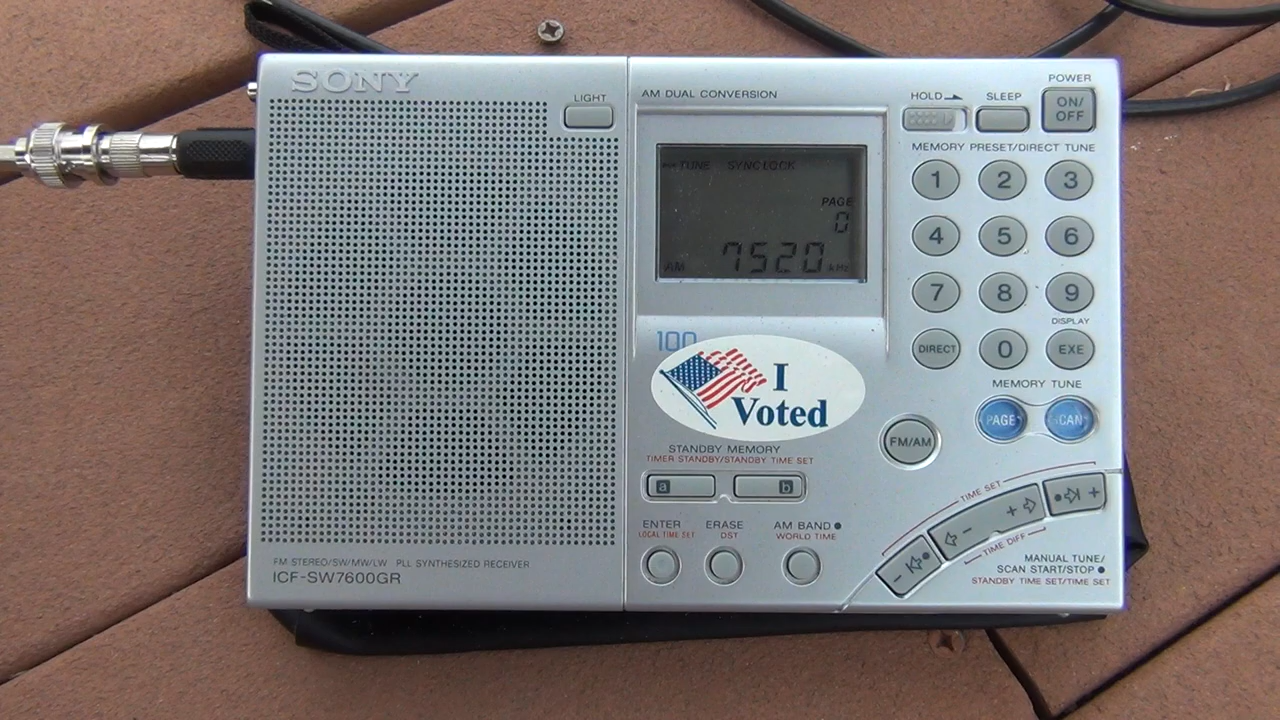 SONY
LIGHT
AM DUAL CONVERSION
HOLD
SLEEP
POWER
ON/
OFF
MEMORY PRESET/DIRECT TUNE
TUNE SYNC LOCK
PAGE
0
AM 7520 kHz
1 2 3
4 5 6
7 8 9
DISPLAY
DIRECT 0 EXE
MEMORY TUNE
PAGE SCAN
100
I
Voted
FM/AM
STANDBY MEMORY
TIMER STANDBY/STANDBY TIME SET
a b
ENTER ERASE AM BAND ●
LOCAL TIME SET DST WORLD TIME
TIME SET
- ●
- +
● +
TIME DIFF
MANUAL TUNE/
SCAN START/STOP ●
STANDBY TIME SET/TIME SET
FM STEREO/SW/MW/LW PLL SYNTHESIZED RECEIVER
ICF-SW7600GR